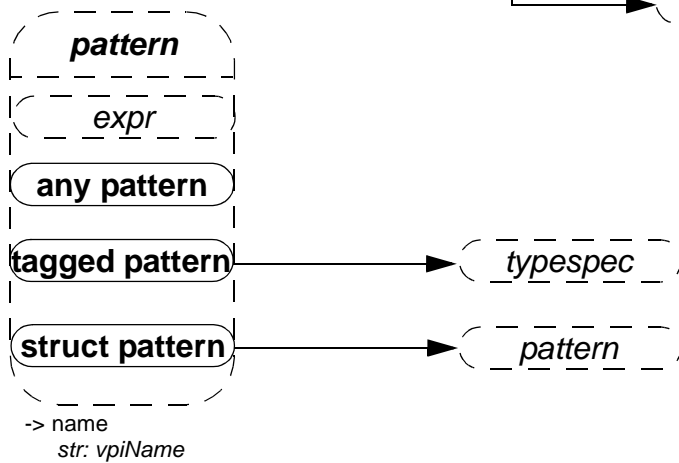 pattern
expr
any pattern
tagged pattern
typespec
struct pattern
pattern
-> name
str: vpiName